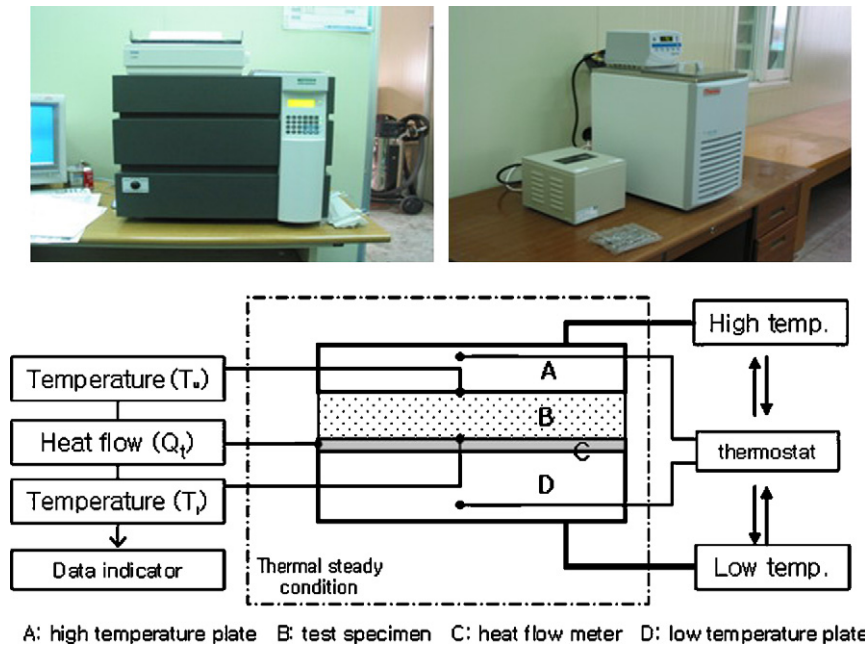 High temp.
A
Temperature (Tₑ)
B
Heat flow (Qₜ)
thermostat
C
Temperature (Tᵢ)
D
Data indicator
Thermal steady
condition
Low temp.
A: high temperature plate B: test specimen C: heat flow meter D: low temperature plate